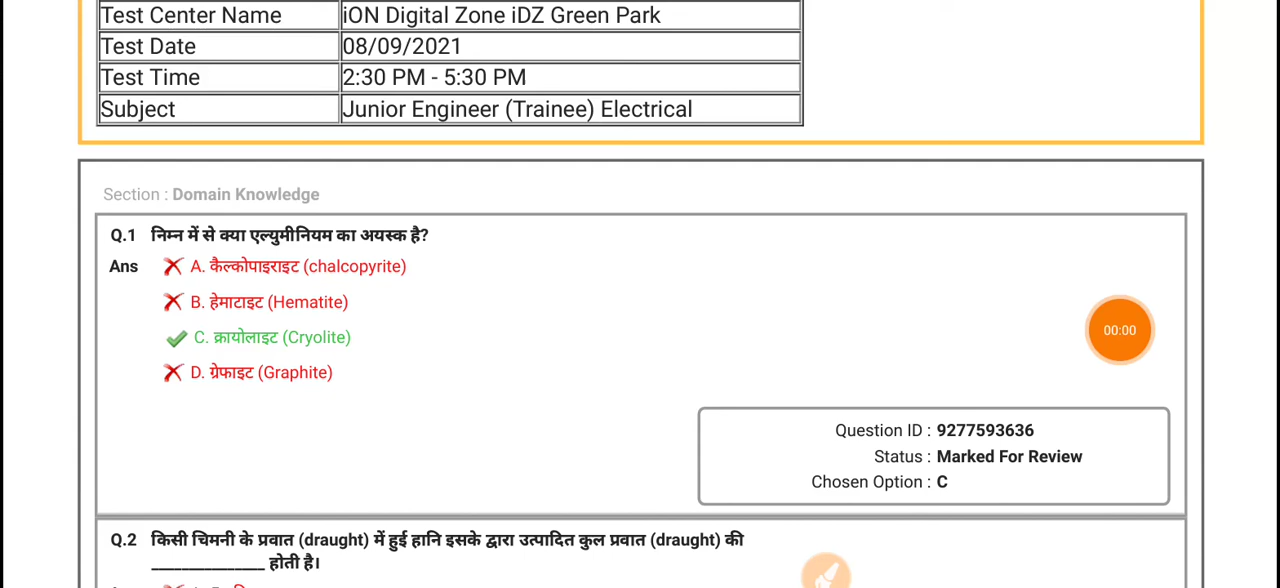 Test Center Name iON Digital Zone iDZ Green Park
Test Date 08/09/2021
Test Time 2:30 PM - 5:30 PM
Subject Junior Engineer (Trainee) Electrical
Section : Domain Knowledge
Q.1 निम्न में से क्या एल्युमीनियम का अयस्क है?
Ans A. कैल्कोपाइराइट (chalcopyrite)
B. हेमाटाइट (Hematite)
C. क्रायोलाइट (Cryolite)
D. ग्रेफाइट (Graphite)
00:00
Question ID : 9277593636
Status : Marked For Review
Chosen Option : C
Q.2 किसी चिमनी के प्रवात (draught) में हुई हानि इसके द्वारा उत्पादित कुल प्रवात (draught) की
_______________ होती है।